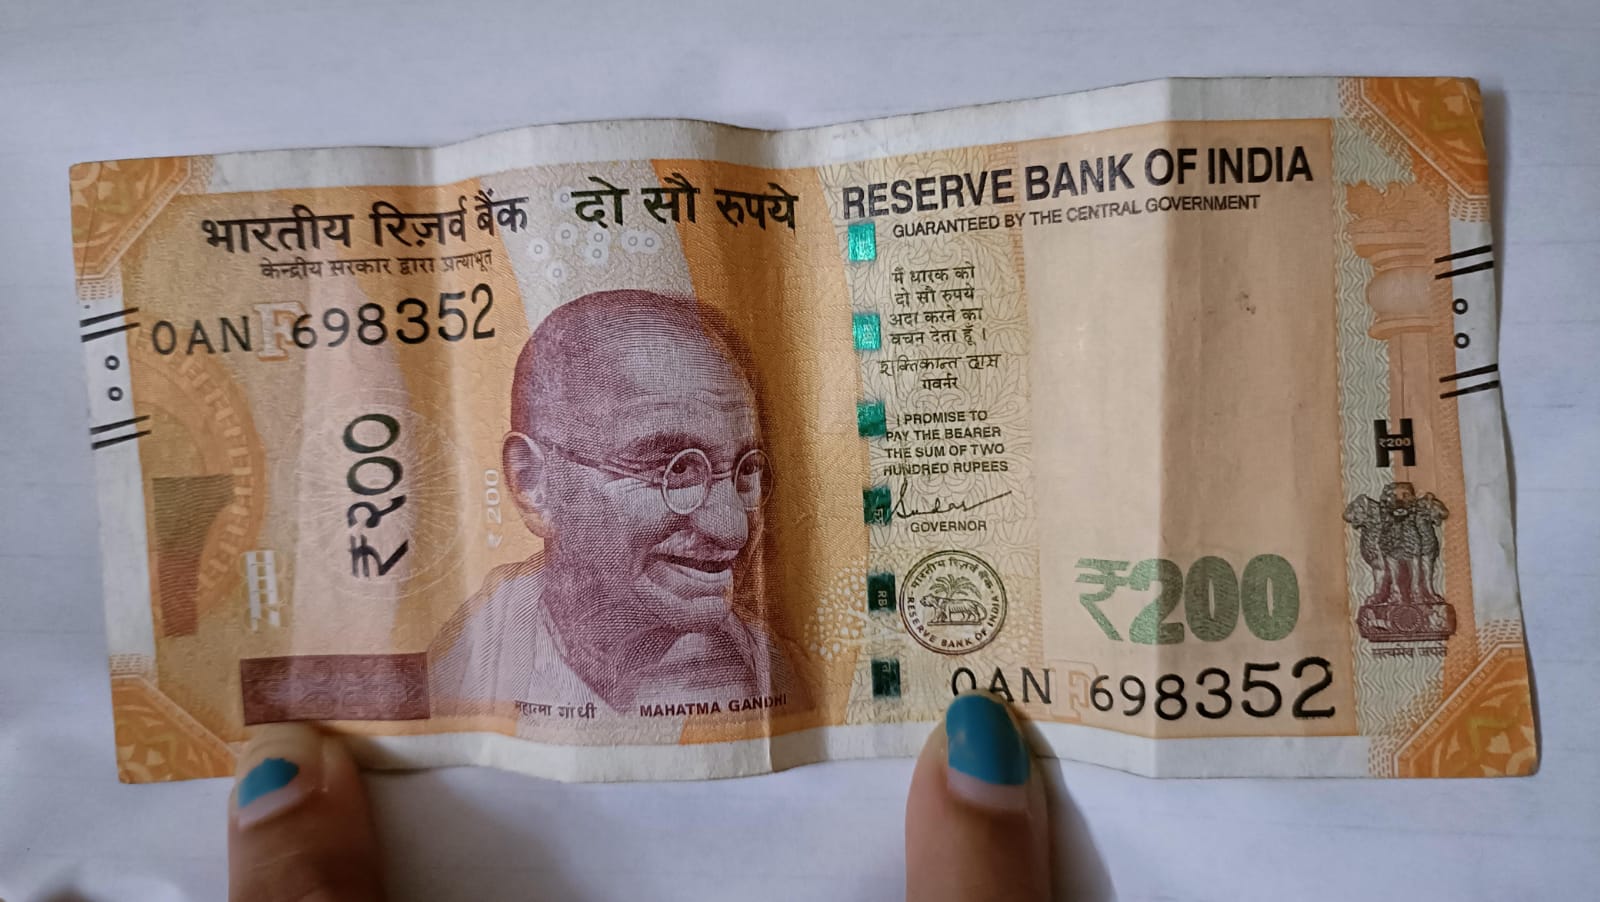 भारतीय रिज़र्व बैंक
केन्द्रीय सरकार द्वारा प्रत्याभूत
दो सौ रुपये
0AN 698352
₹२००
₹200
महात्मा गांधी
MAHATMA GANDHI
RESERVE BANK OF INDIA
GUARANTEED BY THE CENTRAL GOVERNMENT
मैं धारक को
दो सौ रुपये
अदा करने का
वचन देता हूँ ।
शक्तिकान्त दास
गवर्नर
I PROMISE TO
PAY THE BEARER
THE SUM OF TWO
HUNDRED RUPEES
GOVERNOR
भारतीय रिज़र्व बैंक
RESERVE BANK OF INDIA
₹200
0AN F 698352
H
₹200
सत्यमेव जयते